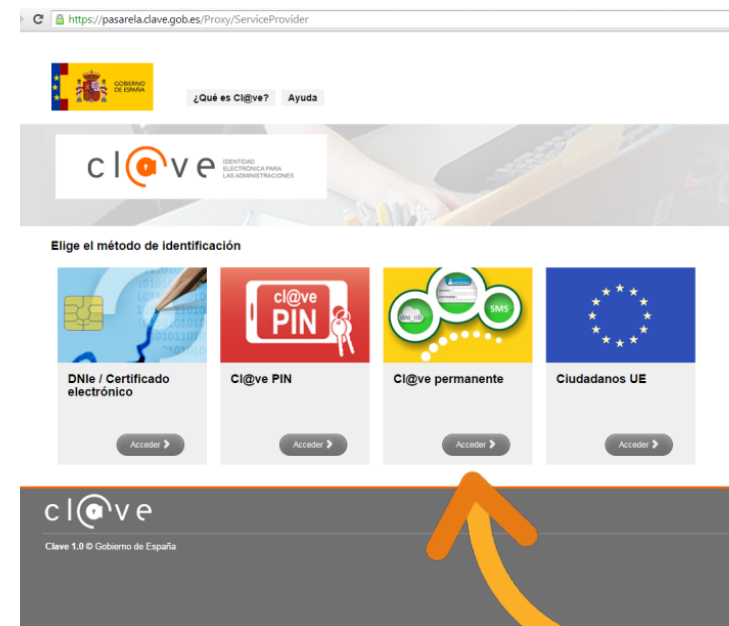 https://pasarela.clave.gob.es/Proxy/ServiceProvider
GOBIERNO
DE ESPAÑA
¿Qué es Cl@ve? Ayuda
cl@ve
IDENTIDAD
ELECTRÓNICA PARA
LAS ADMINISTRACIONES
Elige el método de identificación
cl@ve
PIN
SMS
DNIe / Certificado
electrónico
Cl@ve PIN
Cl@ve permanente
Ciudadanos UE
Acceder
Acceder
Acceder
Acceder
cl@ve
Clave 1.0 © Gobierno de España